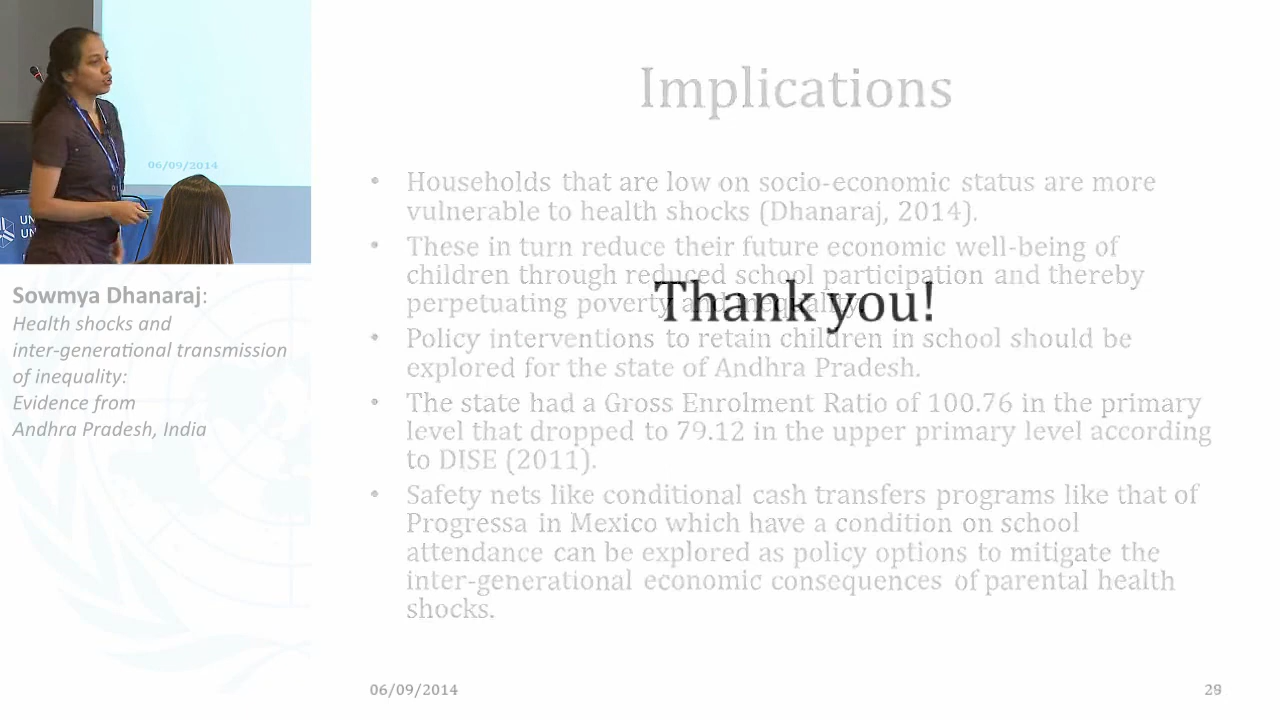 06/09/2014
UN
UN
Sowmya Dhanaraj:
Health shocks and
inter-generational transmission
of inequality:
Evidence from
Andhra Pradesh, India
Implications
• Households that are low on socio-economic status are more
vulnerable to health shocks (Dhanaraj, 2014).
• These in turn reduce their future economic well-being of
children through reduced school participation and thereby
perpetuating poverty and inequality.
Thank you!
• Policy interventions to retain children in school should be
explored for the state of Andhra Pradesh.
• The state had a Gross Enrolment Ratio of 100.76 in the primary
level that dropped to 79.12 in the upper primary level according
to DISE (2011).
• Safety nets like conditional cash transfers programs like that of
Progressa in Mexico which have a condition on school
attendance can be explored as policy options to mitigate the
inter-generational economic consequences of parental health
shocks.
06/09/2014